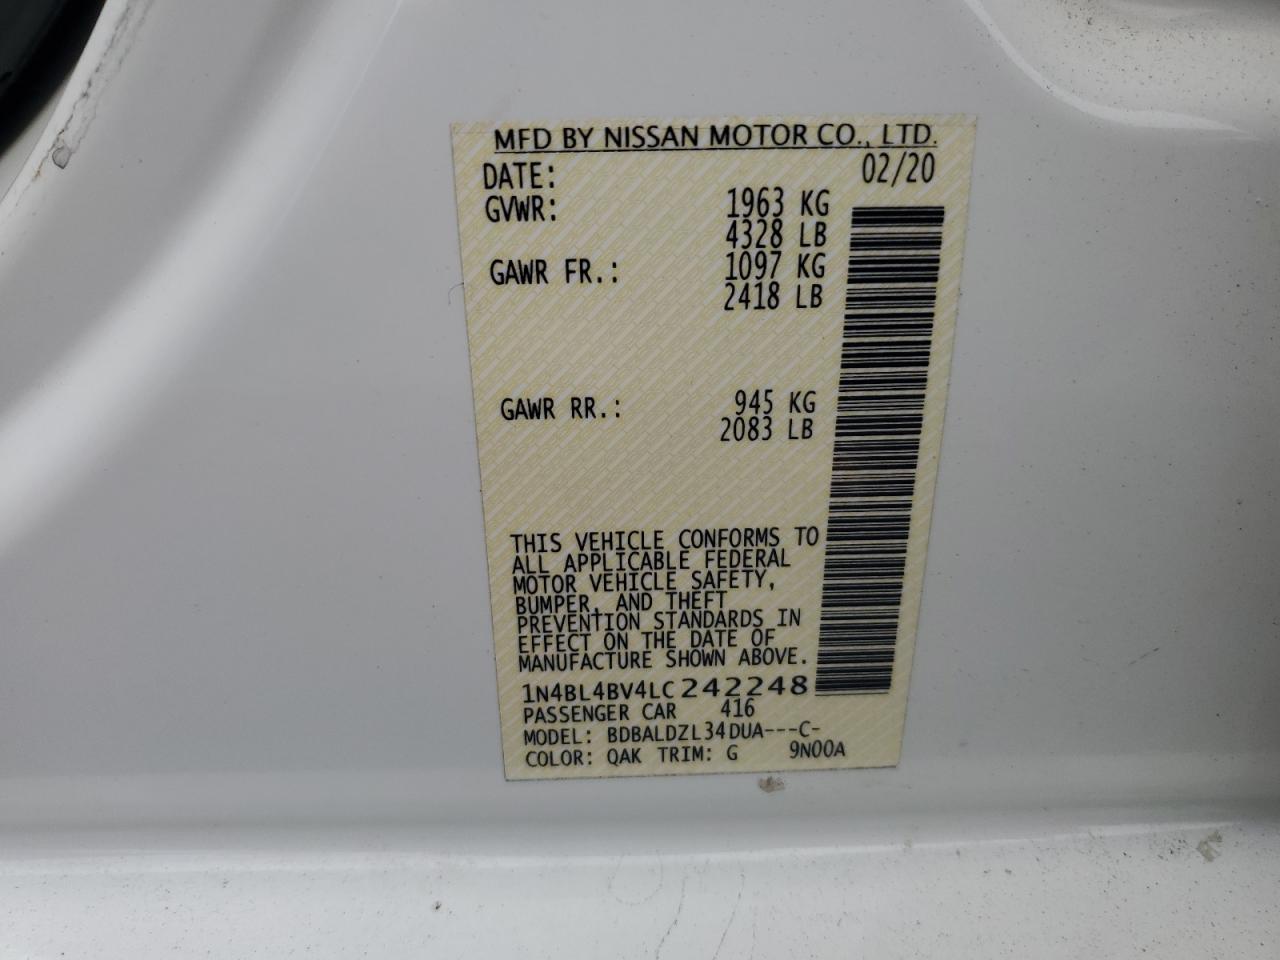 MFD BY NISSAN MOTOR CO., LTD.
DATE: 02/20
GVWR: 1963 KG
4328 LB
GAWR FR.: 1097 KG
2418 LB
GAWR RR.: 945 KG
2083 LB
THIS VEHICLE CONFORMS TO
ALL APPLICABLE FEDERAL
MOTOR VEHICLE SAFETY,
BUMPER, AND THEFT
PREVENTION STANDARDS IN
EFFECT ON THE DATE OF
MANUFACTURE SHOWN ABOVE.
1N4BL4BV4LC242248
PASSENGER CAR 416
MODEL: BDBALDZL34DUA---C-
COLOR: QAK TRIM: G 9N00A